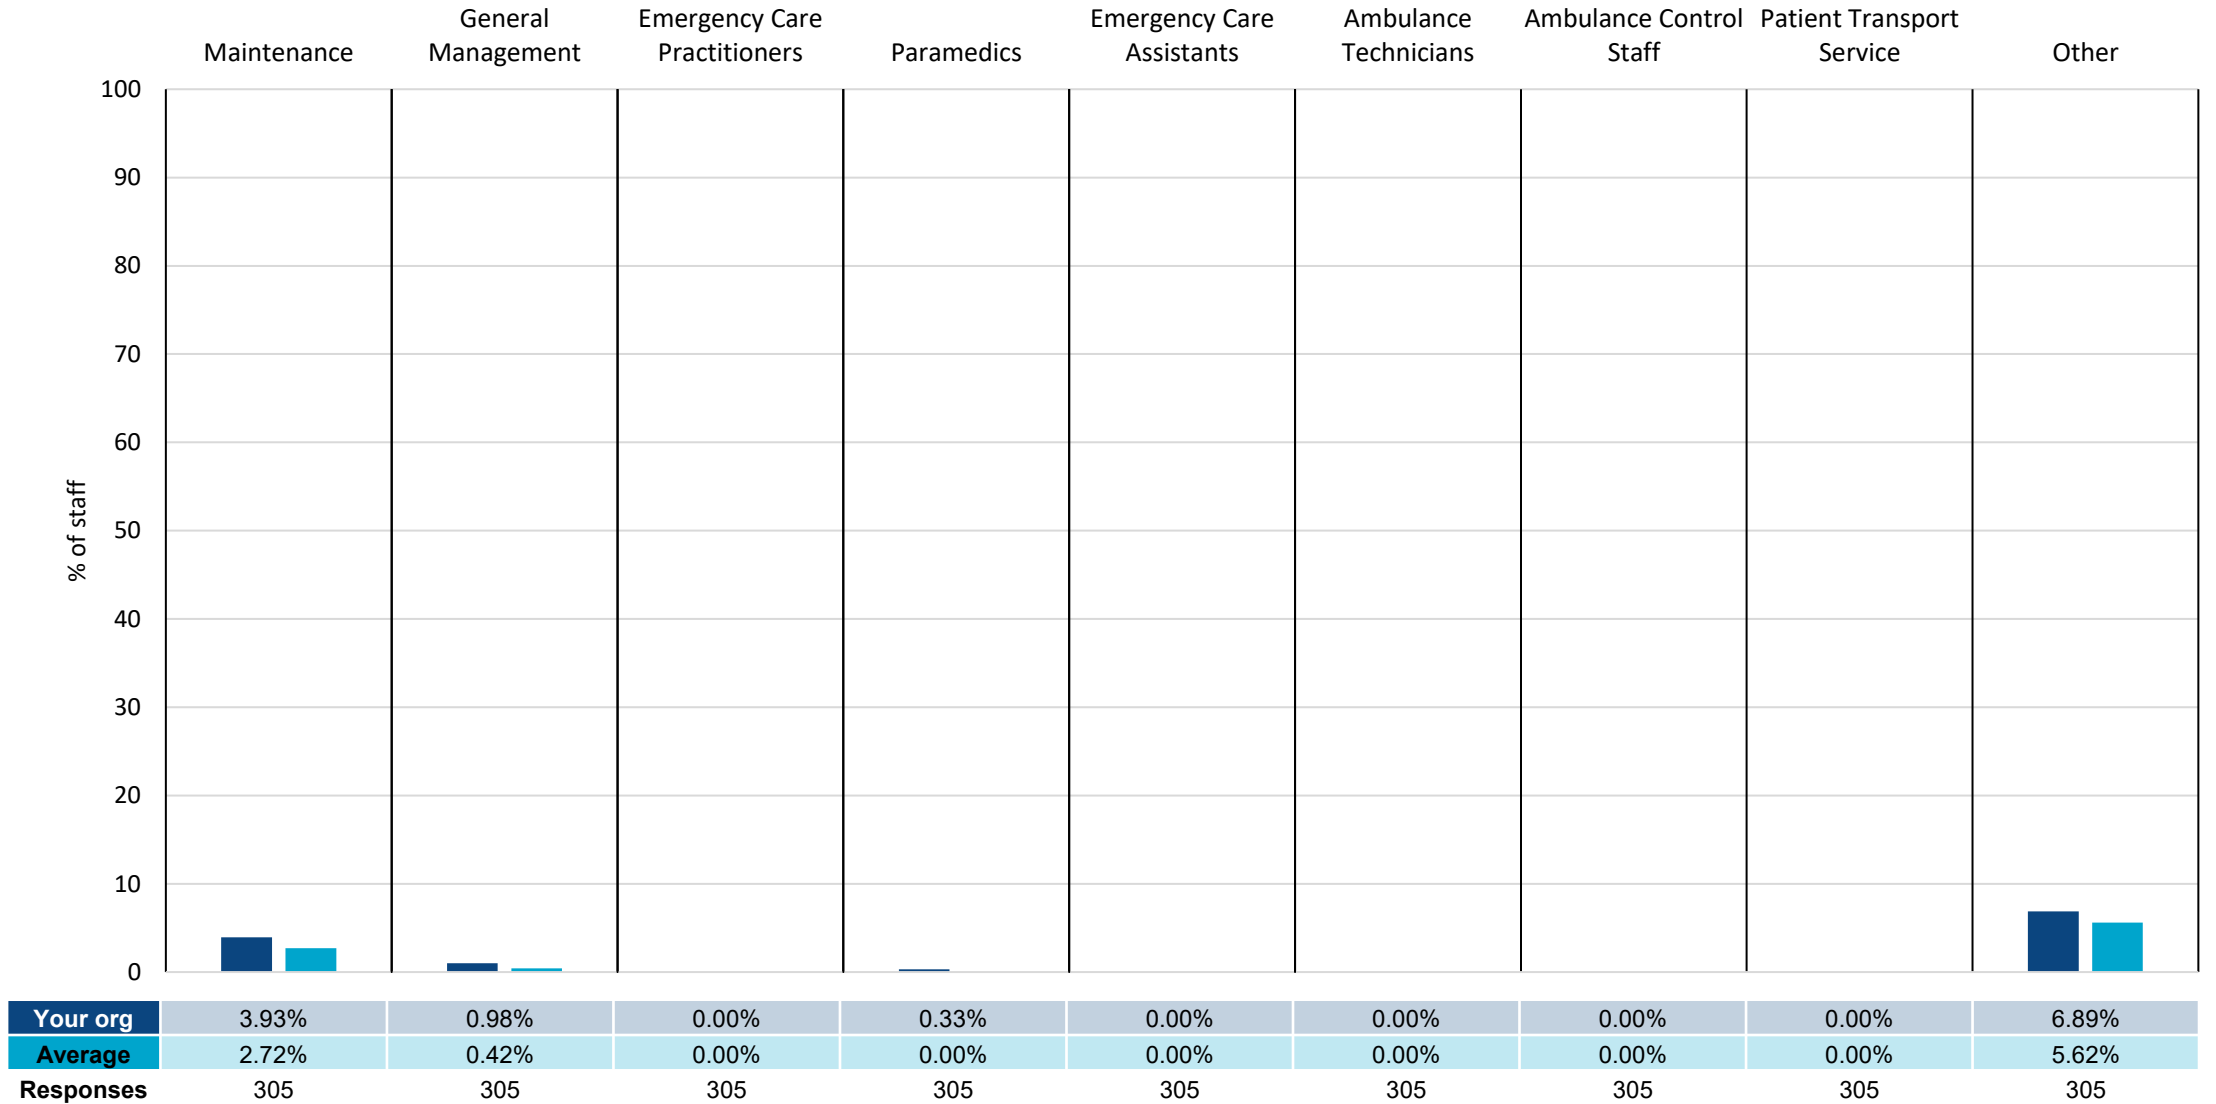 Maintenance
General
Management
Emergency Care
Practitioners
Paramedics
Emergency Care
Assistants
Ambulance
Technicians
Ambulance Control
Staff
Patient Transport
Service
Other
% of staff
100
90
80
70
60
50
40
30
20
10
0
Your org 3.93% 0.98% 0.00% 0.33% 0.00% 0.00% 0.00% 0.00% 6.89%
Average 2.72% 0.42% 0.00% 0.00% 0.00% 0.00% 0.00% 0.00% 5.62%
Responses 305 305 305 305 305 305 305 305 305